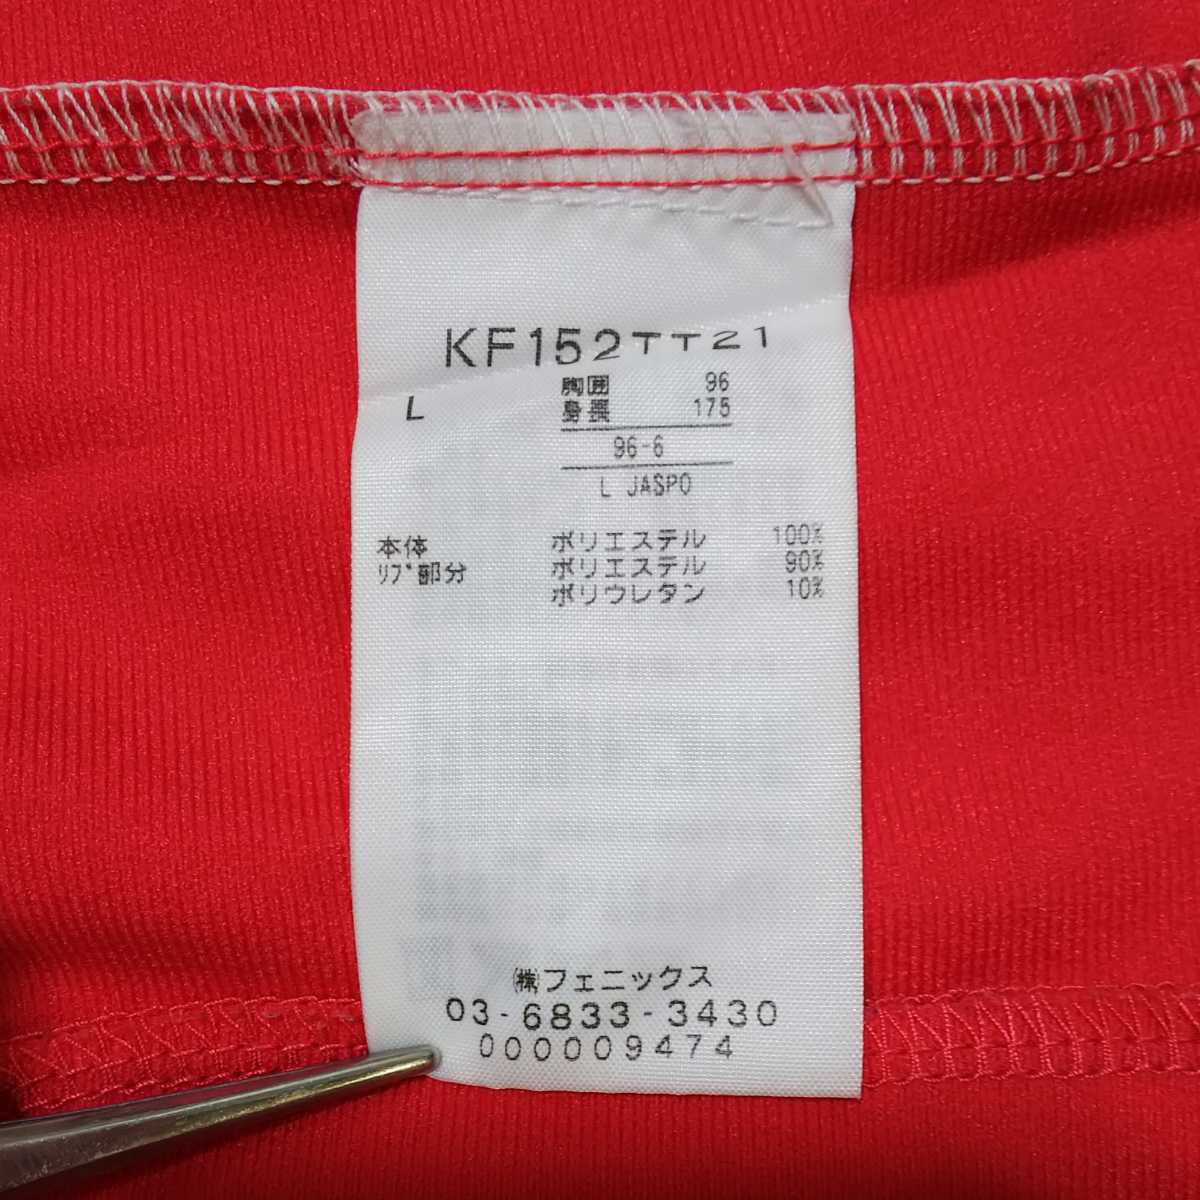 KF152TT21
L 胸囲 96
身長 175
96-6
L JASPO
本体 ポリエステル 100%
ﾘﾌﾞ部分 ポリエステル 90%
ポリウレタン 10%
㈱フェニックス
03-6833-3430
000009474